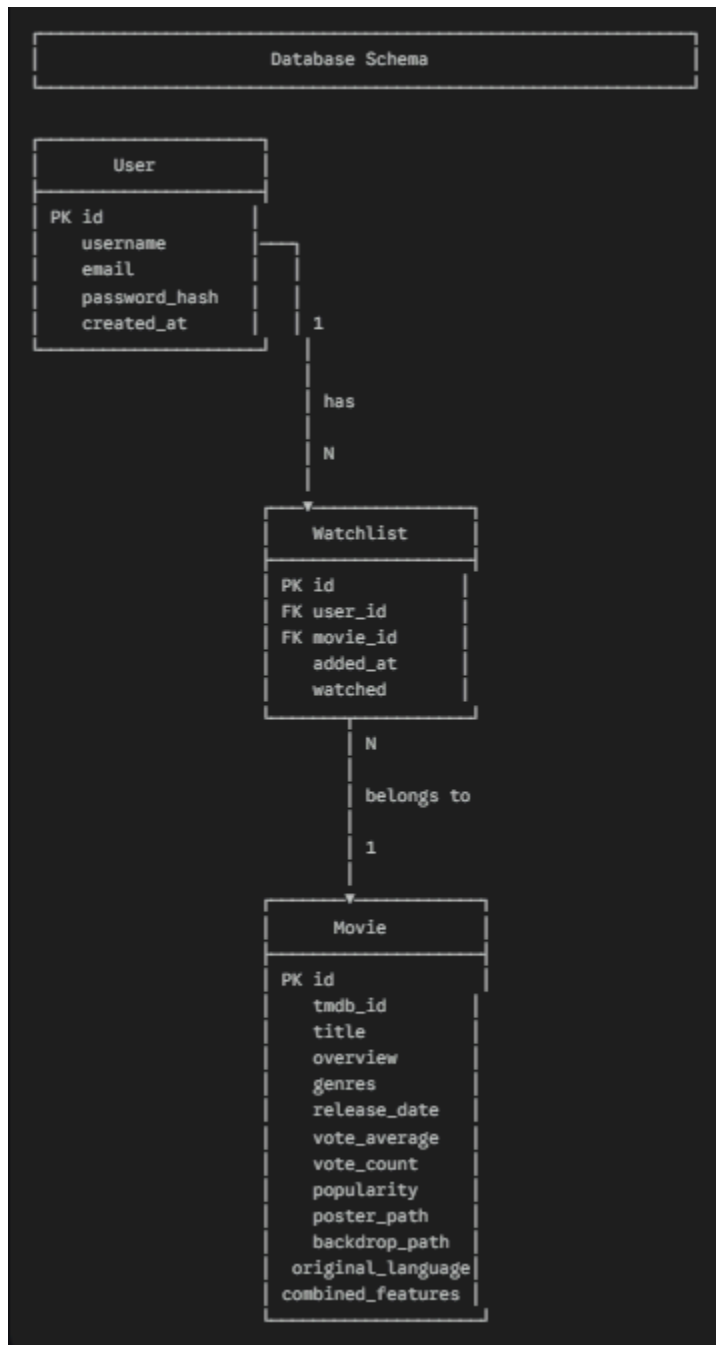 Database Schema
User
PK id
username
email
password_hash
created_at
1
has
N
Watchlist
PK id
FK user_id
FK movie_id
added_at
watched
N
belongs to
1
Movie
PK id
tmdb_id
title
overview
genres
release_date
vote_average
vote_count
popularity
poster_path
backdrop_path
original_language
combined_features